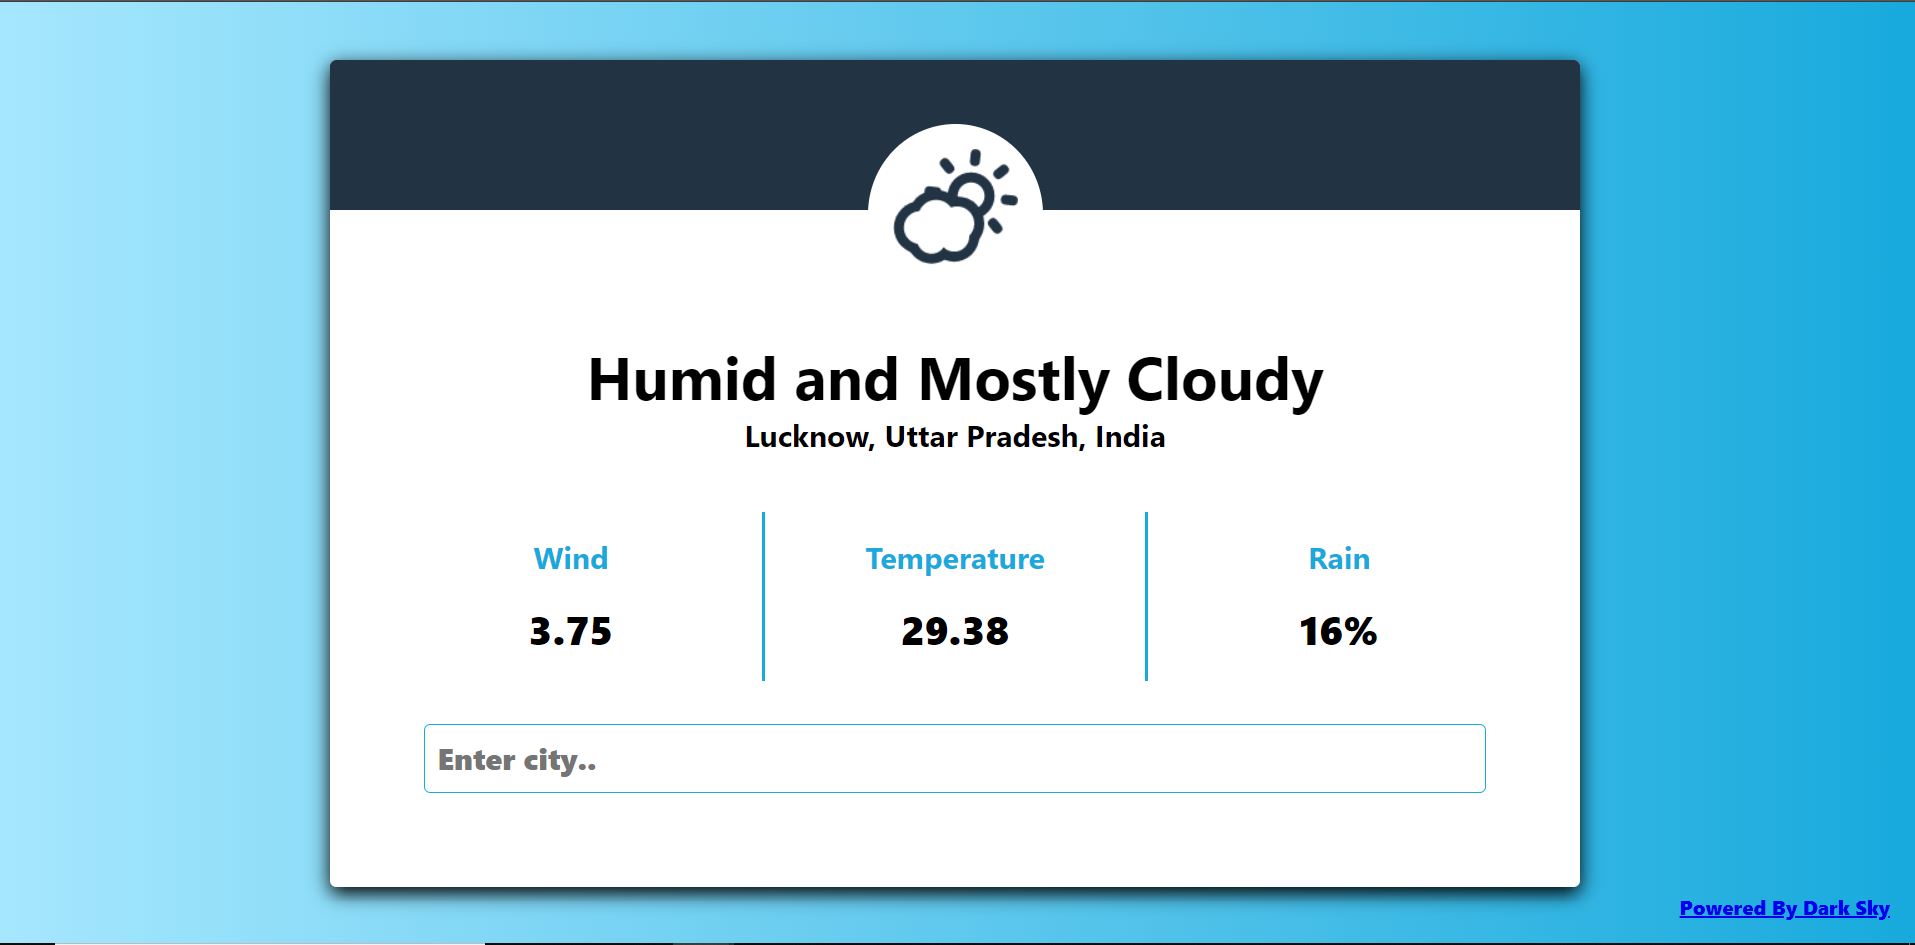 Humid and Mostly Cloudy
Lucknow, Uttar Pradesh, India
Wind
3.75
Temperature
29.38
Rain
16%
Enter city..
Powered By Dark Sky